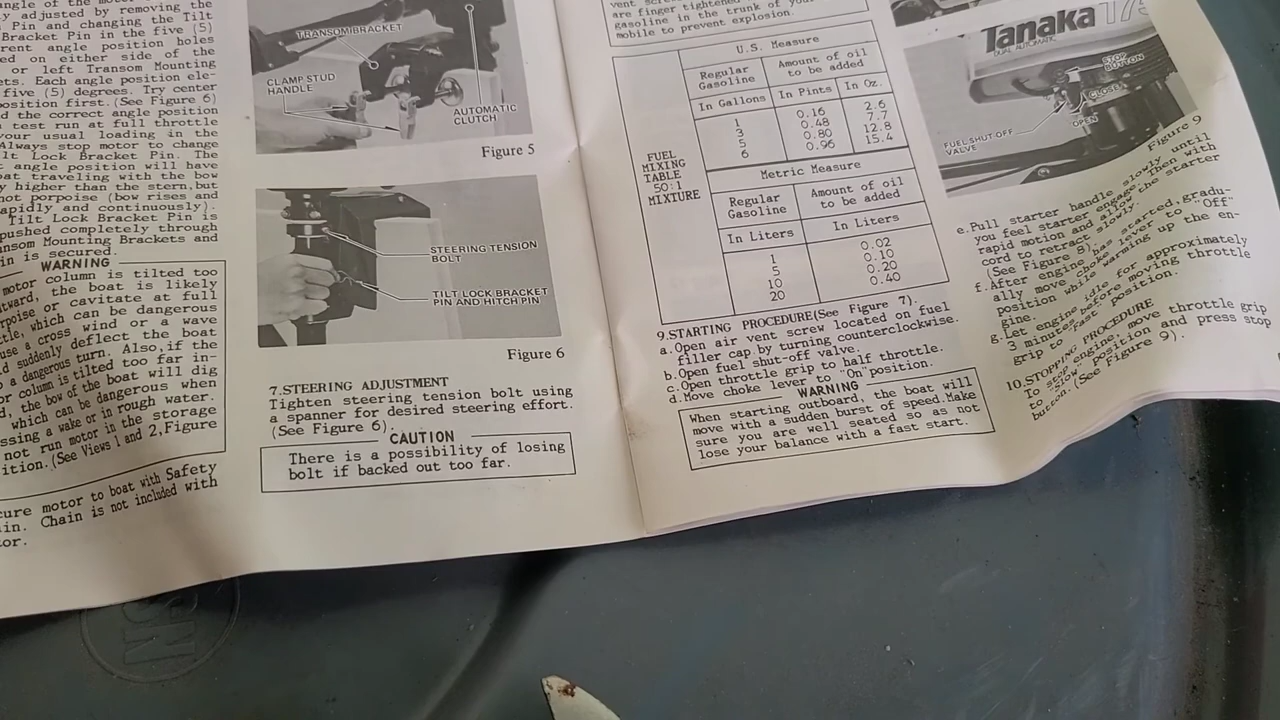 angle of the motor
adjusted by removing the
Pin and changing the Tilt
Bracket Pin in the five (5)
rent angle position holes
ed on either side of the
or left Transom Mounting
ets. Each angle position ele-
five (5) degrees. Try center
position first. (See Figure 6)
d the correct angle position
test run at full throttle
your usual loading in the
Always stop motor to change
lt Lock Bracket Pin. The
t angle position will have
oat traveling with the bow
y higher than the stern, but
not porpoise (bow rises and
apidly and continuously).
Tilt Lock Bracket Pin is
pushed completely through
nsom Mounting Brackets and
in is secured.
WARNING
motor column is tilted too
tward, the boat is likely
rpoise or cavitate at full
tle, which can be dangerous
use a cross wind or a wave
ld suddenly deflect the boat
o a dangerous turn. Also, if the
or column is tilted too far in-
d, the bow of the boat will dig
which can be dangerous when
ssing a wake or in rough water.
not run motor in the storage
ition. (See Views 1 and 2, Figure
cure motor to boat with Safety
in. Chain is not included with
tor.
TRANSOM BRACKET
CLAMP STUD
HANDLE
AUTOMATIC
CLUTCH
Figure 5
STEERING TENSION
BOLT
TILT LOCK BRACKET
PIN AND HITCH PIN
Figure 6
7.STEERING ADJUSTMENT
Tighten steering tension bolt using
a spanner for desired steering effort.
(See Figure 6).
CAUTION
There is a possibility of losing
bolt if backed out too far.
are finger tightened
gasoline in the trunk of your
mobile to prevent explosion.
FUEL
MIXING
TABLE
50:1
MIXTURE
U.S. Measure
Regular Gasoline Amount of oil to be added
In Gallons In Pints In Oz.
1 0.16 2.6
3 0.48 7.7
5 0.80 12.8
6 0.96 15.4
Metric Measure
Regular Gasoline Amount of oil to be added
In Liters In Liters
1 0.02
5 0.10
10 0.20
20 0.40
9.STARTING PROCEDURE(See Figure 7).
a.Open air vent screw located on fuel
filler cap by turning counterclockwise.
b.Open fuel shut-off valve.
c.Open throttle grip to half throttle.
d.Move choke lever to "On" position.
WARNING
When starting outboard, the boat will
move with a sudden burst of speed. Make
sure you are well seated so as not
lose your balance with a fast start.
Tanaka 175
DUAL AUTOMATIC
STOP
BUTTON
CLOSE
OPEN
FUEL SHUT OFF
VALVE
Figure 9
e.Pull starter handle slowly until
you feel starter engage. Then with
rapid motion and allow the starter
cord to retract slowly.
(See Figure 8).
f.After engine has started, gradu-
ally move choke lever to "Off"
position while warming up the en-
gine.
g.Let engine idle for approximately
3 minutes before moving throttle
grip to "Fast" position.
10.STOPPING PROCEDURE
To stop engine, move throttle grip
to "Slow" position and press stop
button. (See Figure 9).